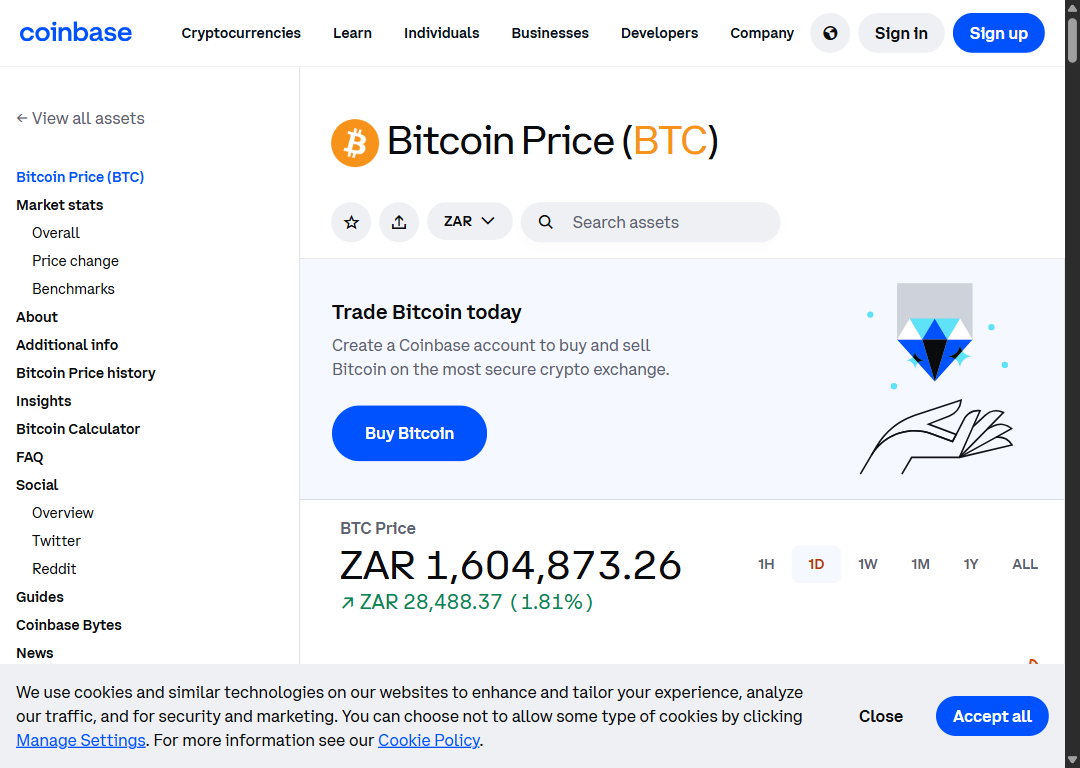 coinbase
Cryptocurrencies Learn Individuals Businesses Developers Company Sign in Sign up
← View all assets
Bitcoin Price (BTC)
Market stats
Overall
Price change
Benchmarks
About
Additional info
Bitcoin Price history
Insights
Bitcoin Calculator
FAQ
Social
Overview
Twitter
Reddit
Guides
Coinbase Bytes
News
Bitcoin Price (BTC)
ZAR Search assets
Trade Bitcoin today
Create a Coinbase account to buy and sell
Bitcoin on the most secure crypto exchange.
Buy Bitcoin
BTC Price
ZAR 1,604,873.26
↗ ZAR 28,488.37 (1.81%)
1H 1D 1W 1M 1Y ALL
We use cookies and similar technologies on our websites to enhance and tailor your experience, analyze
our traffic, and for security and marketing. You can choose not to allow some type of cookies by clicking
Manage Settings. For more information see our Cookie Policy.
Close Accept all